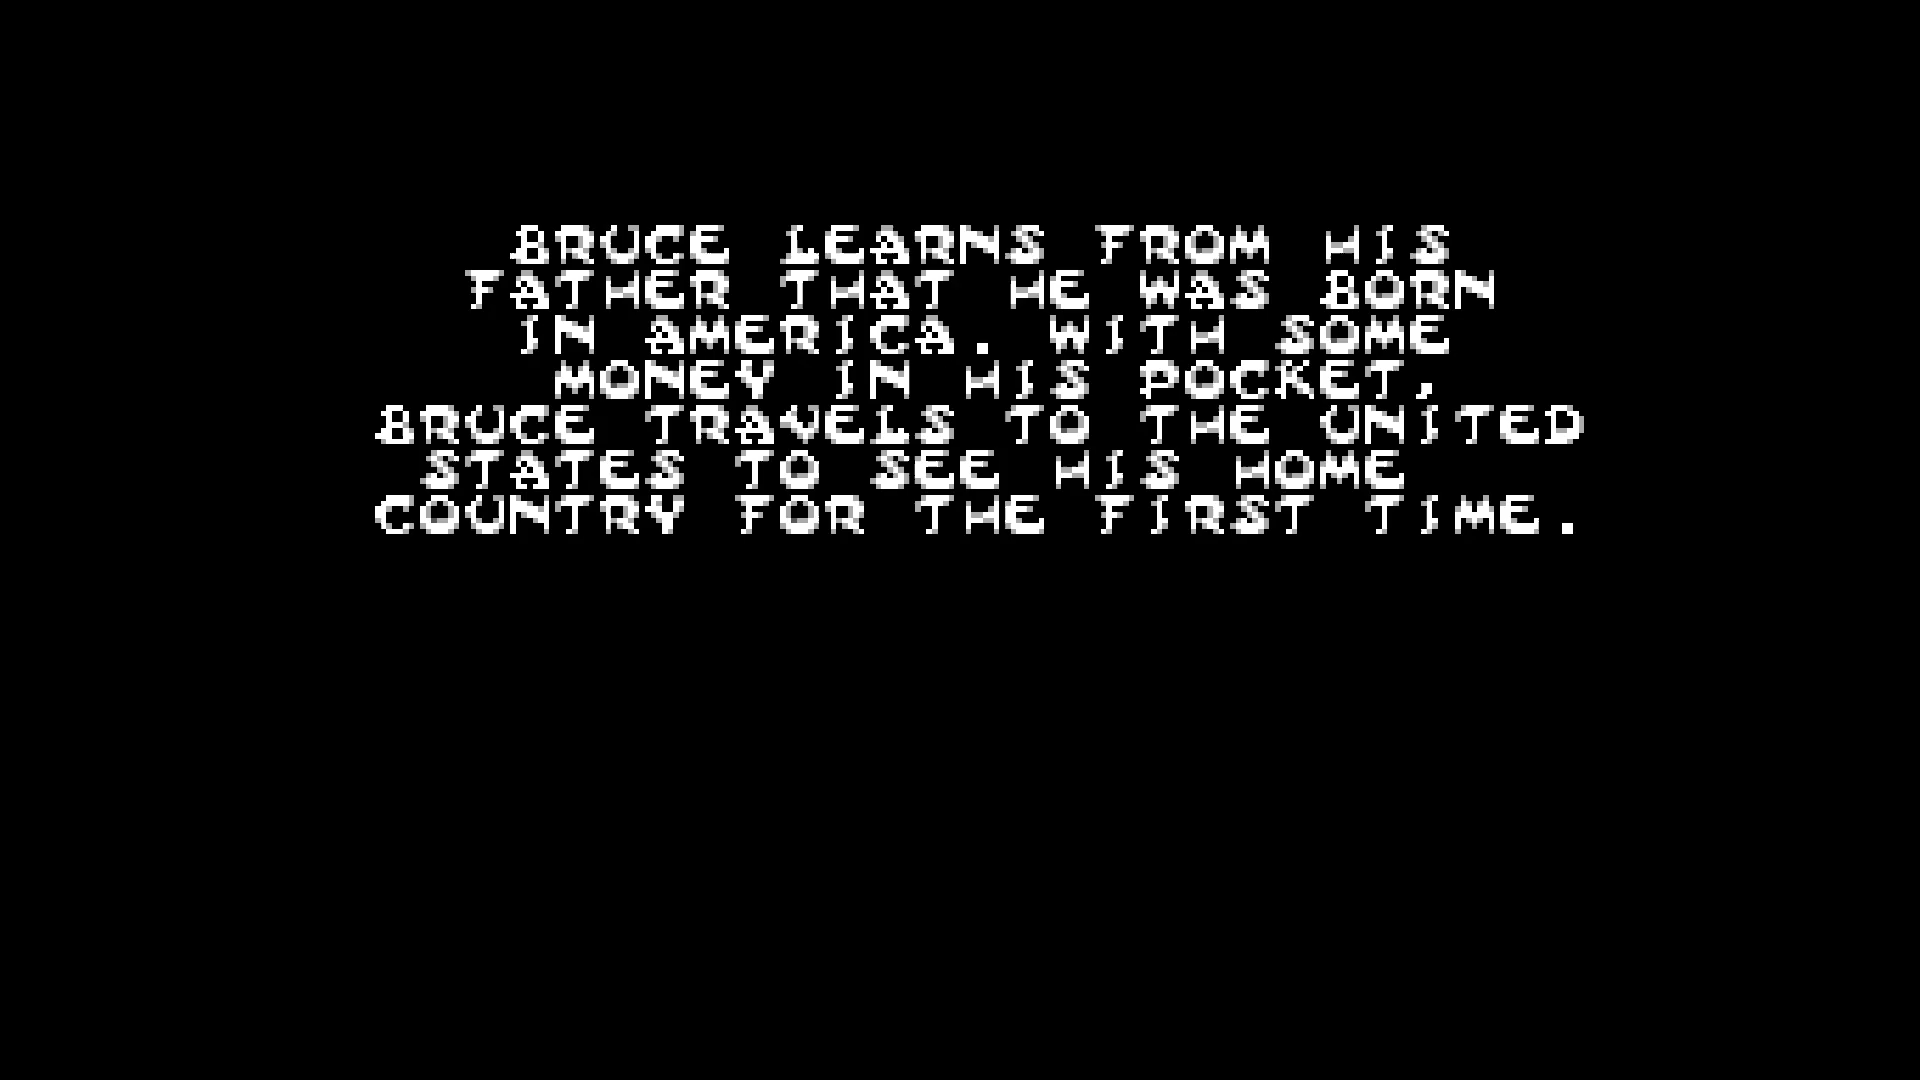 BRUCE LEARNS FROM HIS
FATHER THAT HE WAS BORN
IN AMERICA. WITH SOME
MONEY IN HIS POCKET,
BRUCE TRAVELS TO THE UNITED
STATES TO SEE HIS HOME
COUNTRY FOR THE FIRST TIME.